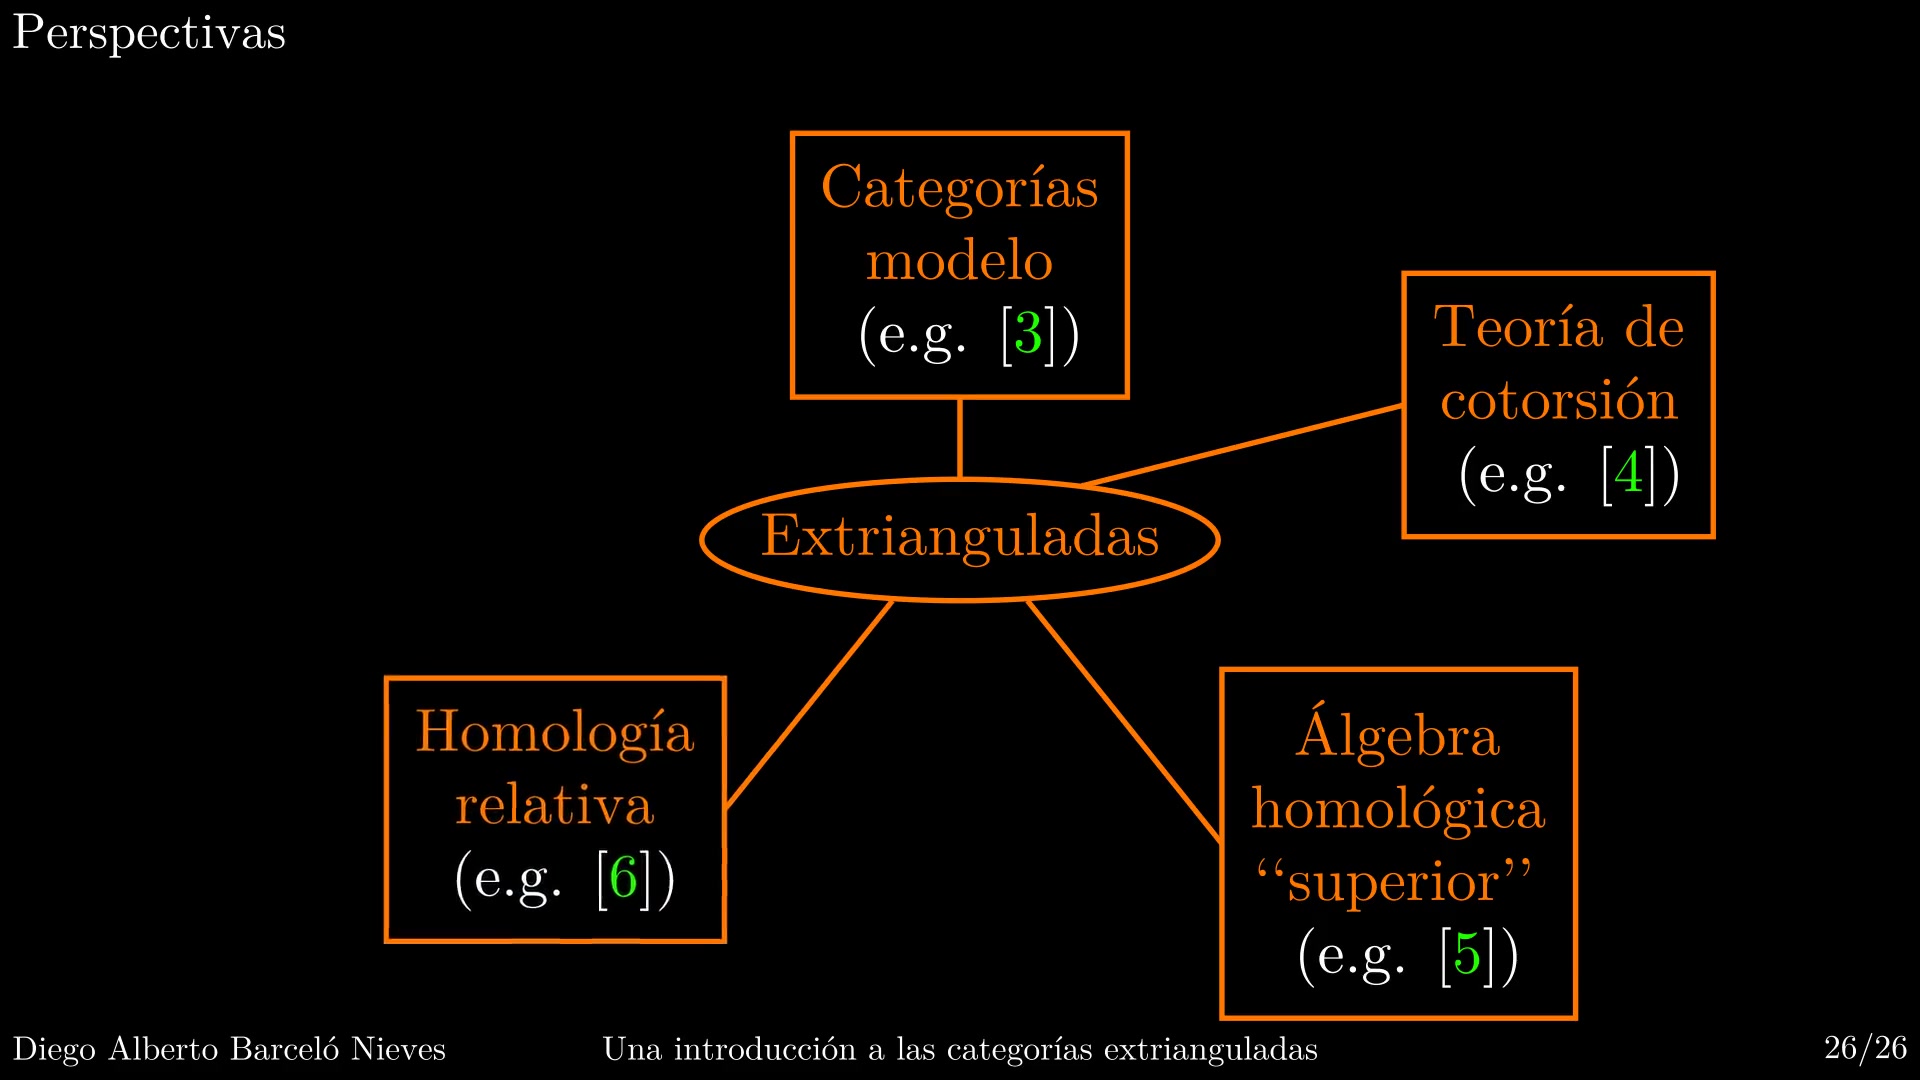 Perspectivas
Categorías
modelo
(e.g. [3])
Teoría de
cotorsión
(e.g. [4])
Extrianguladas
Homología
relativa
(e.g. [6])
Álgebra
homológica
“superior”
(e.g. [5])
Diego Alberto Barceló Nieves
Una introducción a las categorías extrianguladas
26/26